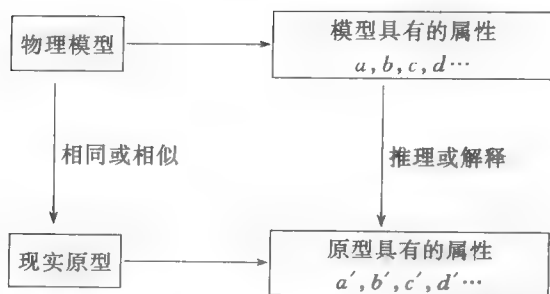 物理模型
模型具有的属性
a,b,c,d…
相同或相似
推理或解释
现实原型
原型具有的属性
a′,b′,c′,d′…